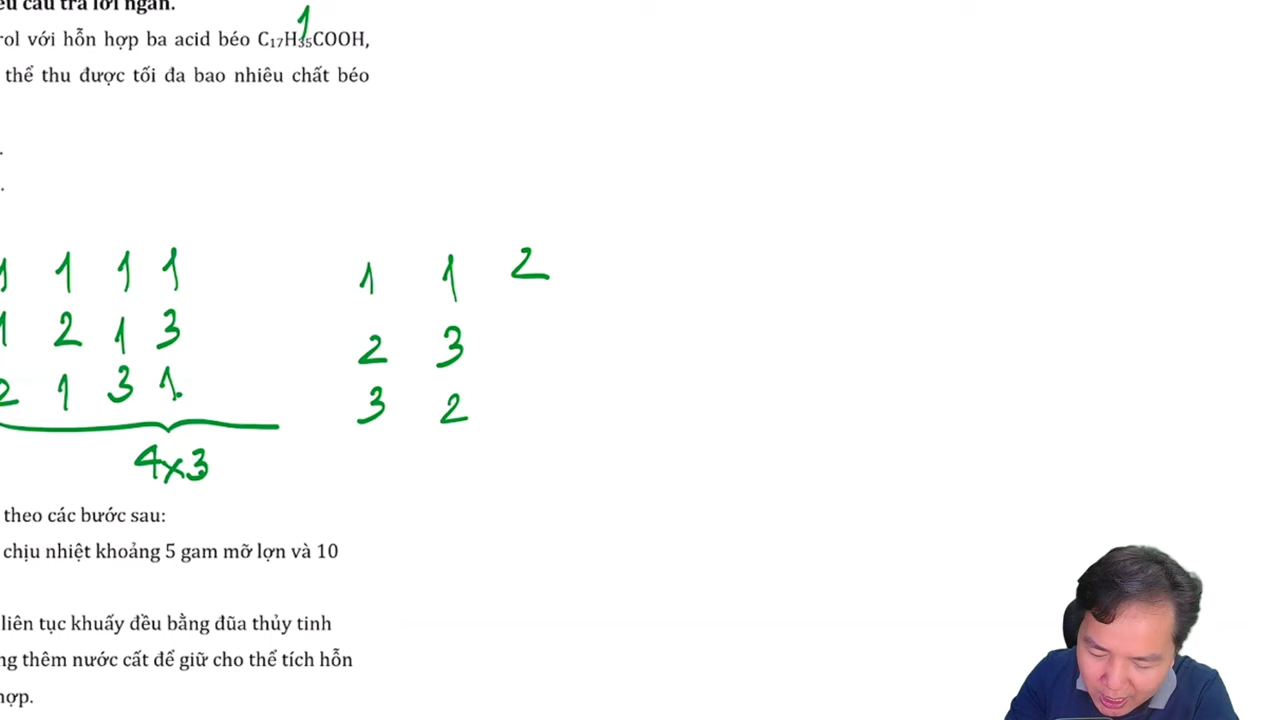 ếu câu trả lời ngắn.
rol với hỗn hợp ba acid béo C₁₇H₃₅COOH,
1
thể thu được tối đa bao nhiêu chất béo
.
.
1 1 1 1 1 1 2
1 2 1 3 2 3
2 1 3 1 3 2
4x3
theo các bước sau:
chịu nhiệt khoảng 5 gam mỡ lợn và 10
liên tục khuấy đều bằng đũa thủy tinh
ng thêm nước cất để giữ cho thể tích hỗn
hợp.